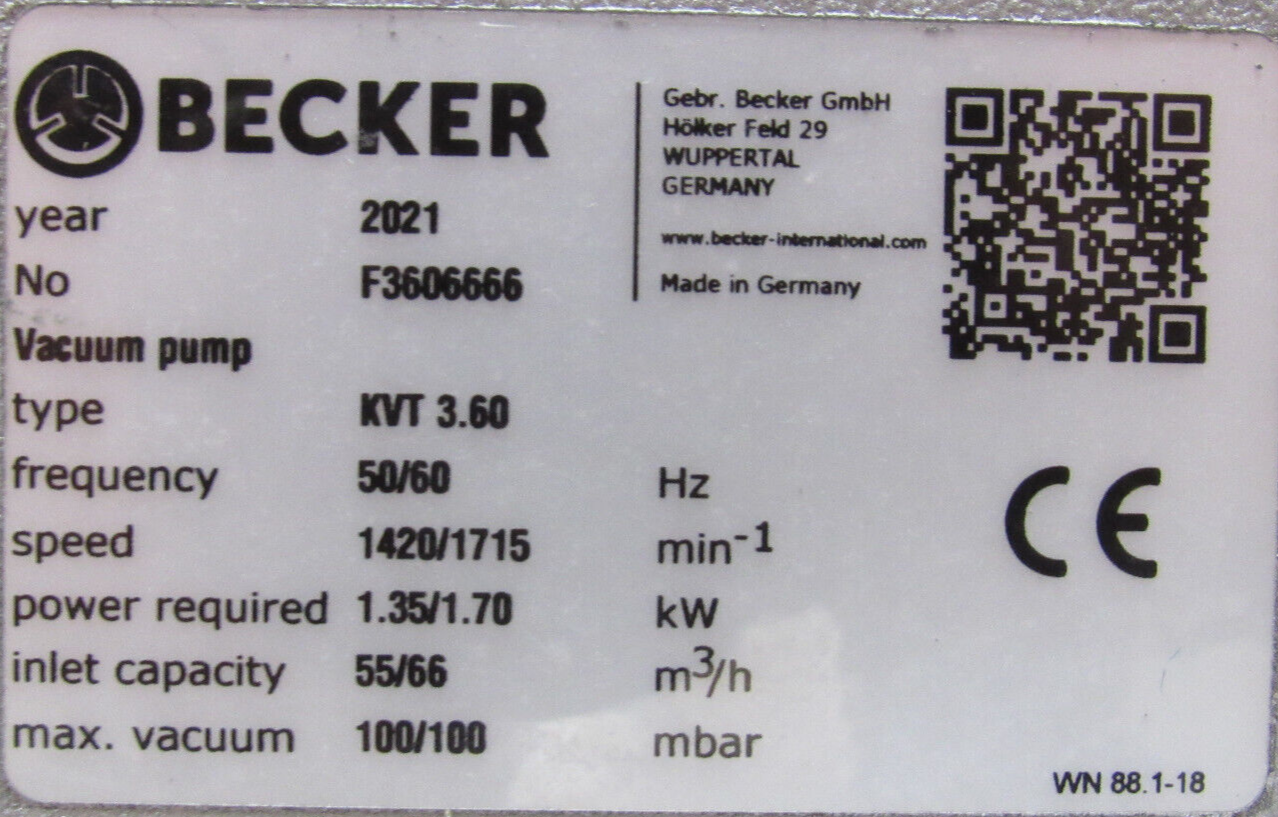 BECKER
year 2021
No F3606666
Vacuum pump
type KVT 3.60
frequency 50/60 Hz
speed 1420/1715 min-1
power required 1.35/1.70 kW
inlet capacity 55/66 m3/h
max. vacuum 100/100 mbar
Gebr. Becker GmbH
Hölker Feld 29
WUPPERTAL
GERMANY
www.becker-international.com
Made in Germany
CE
WN 88.1-18